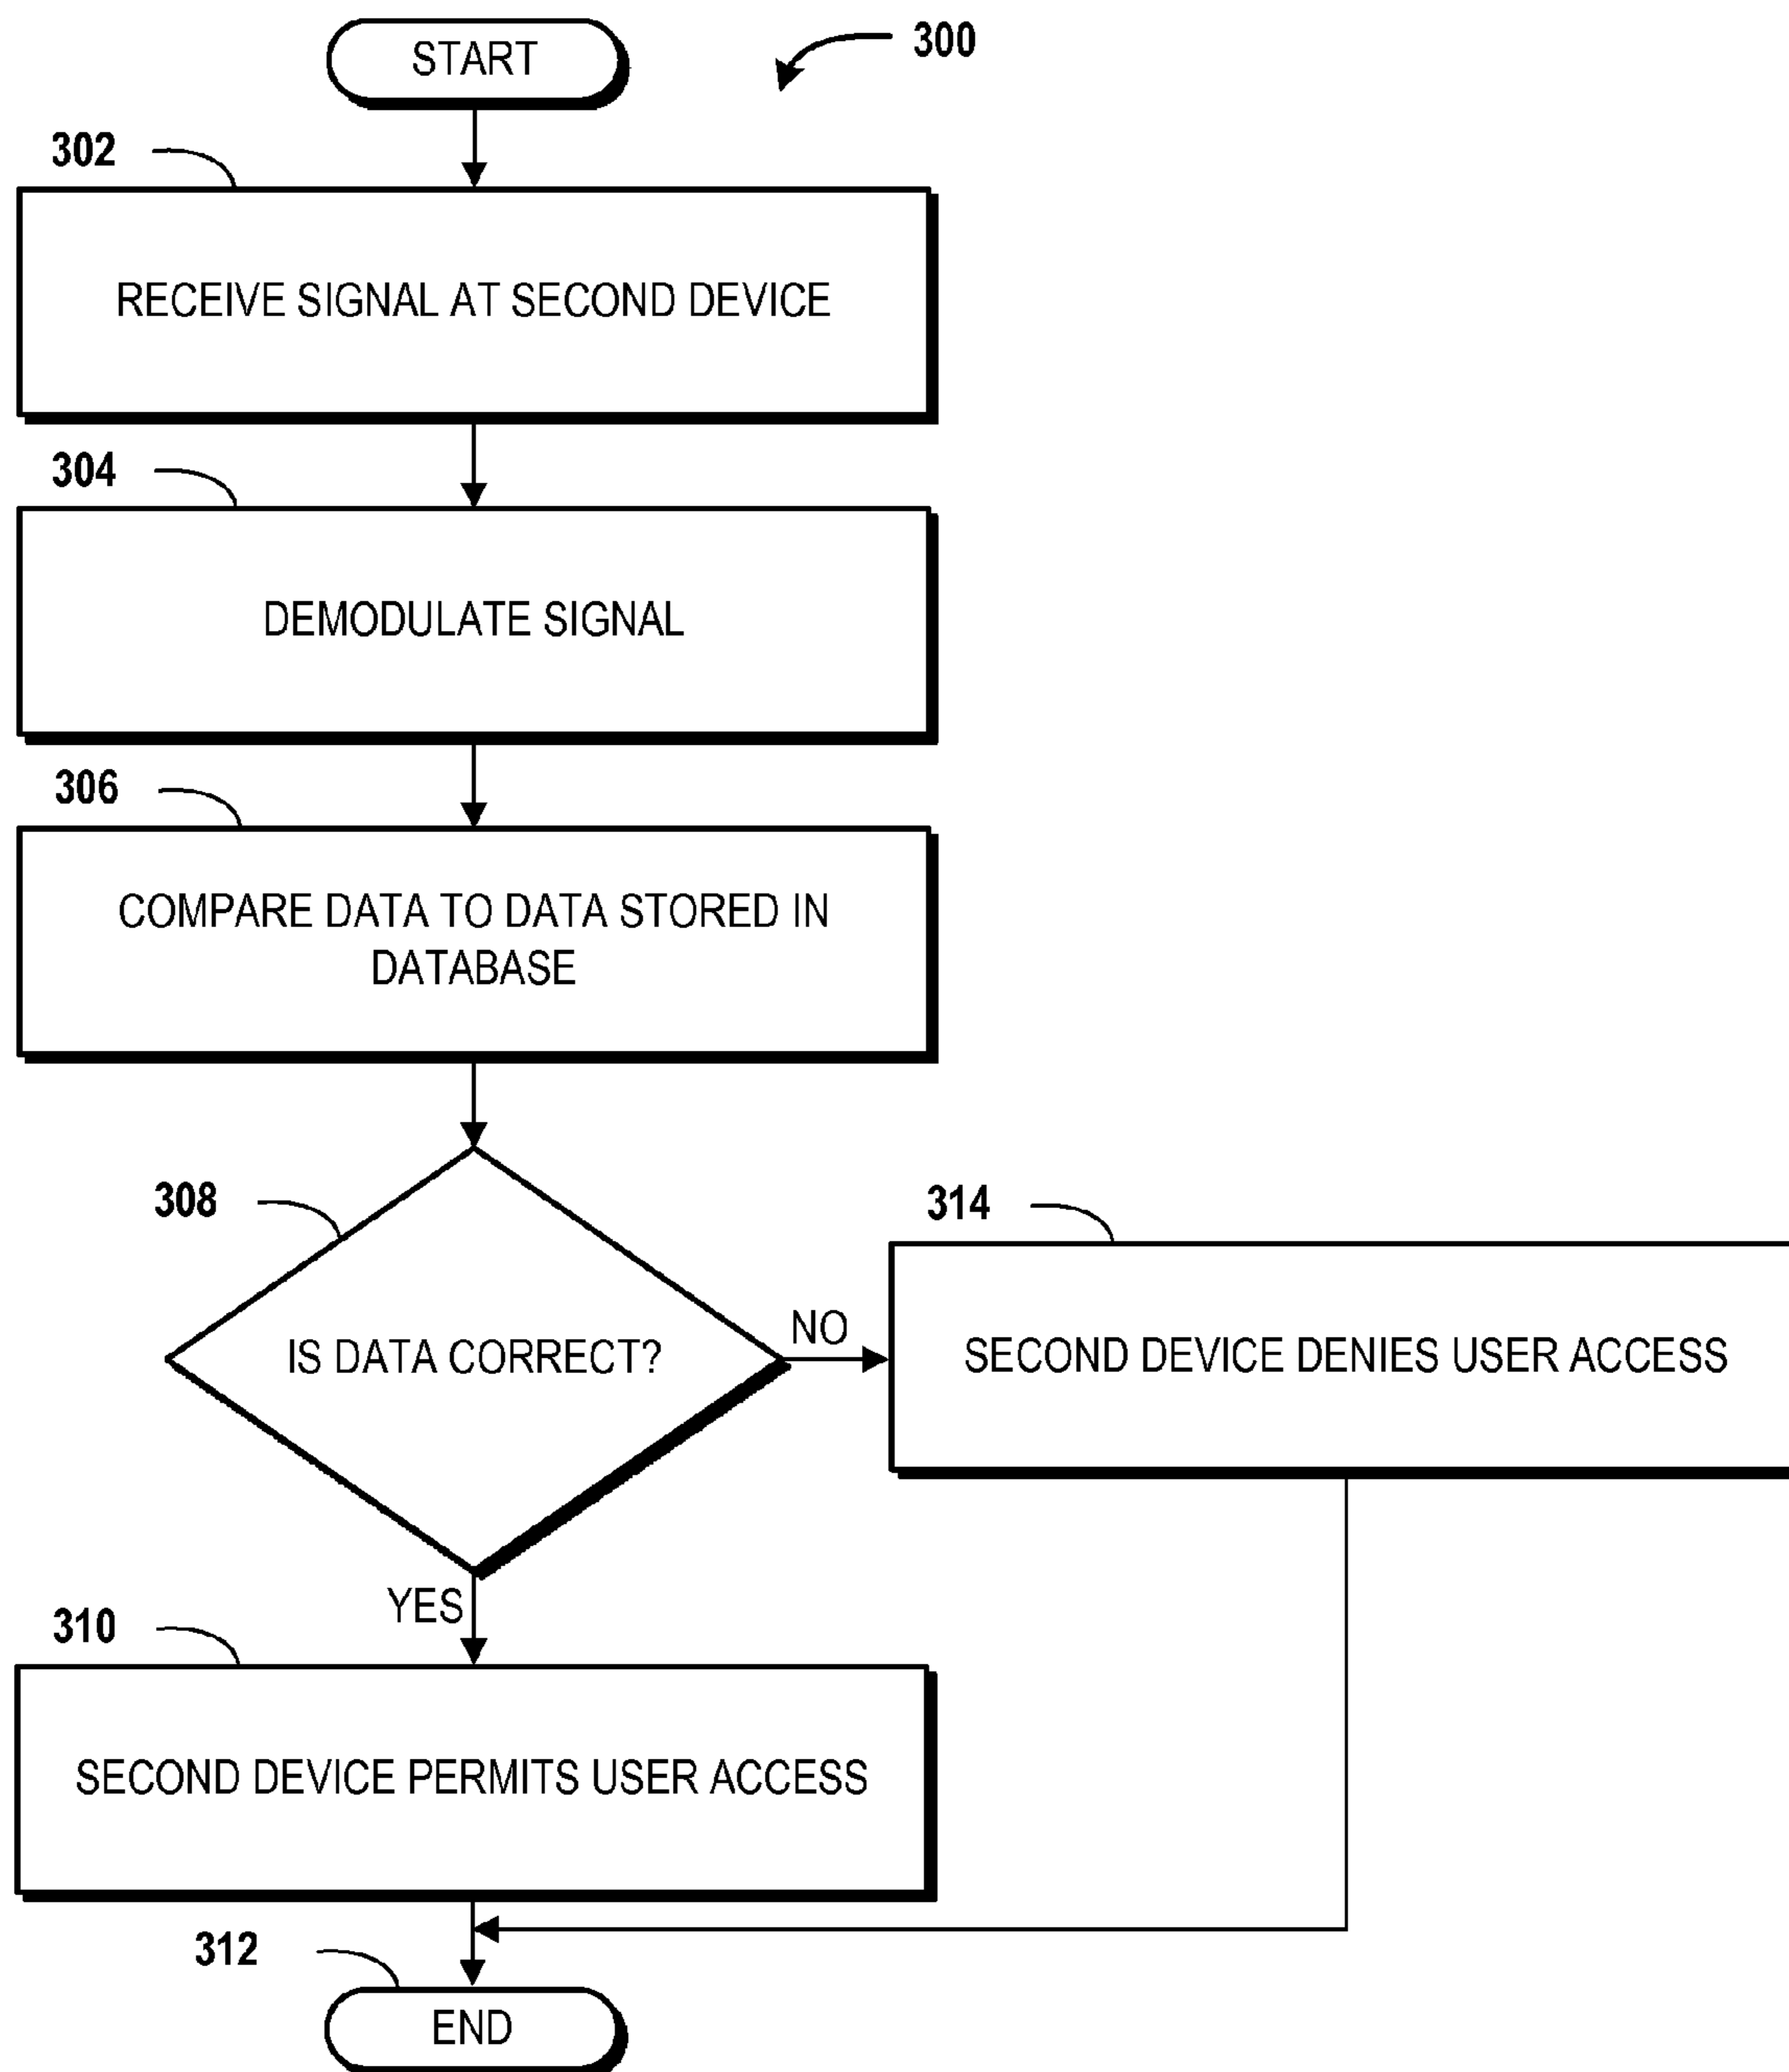 START
300
302
RECEIVE SIGNAL AT SECOND DEVICE
304
DEMODULATE SIGNAL
306
COMPARE DATA TO DATA STORED IN
DATABASE
308
IS DATA CORRECT?
NO
314
SECOND DEVICE DENIES USER ACCESS
YES
310
SECOND DEVICE PERMITS USER ACCESS
312
END